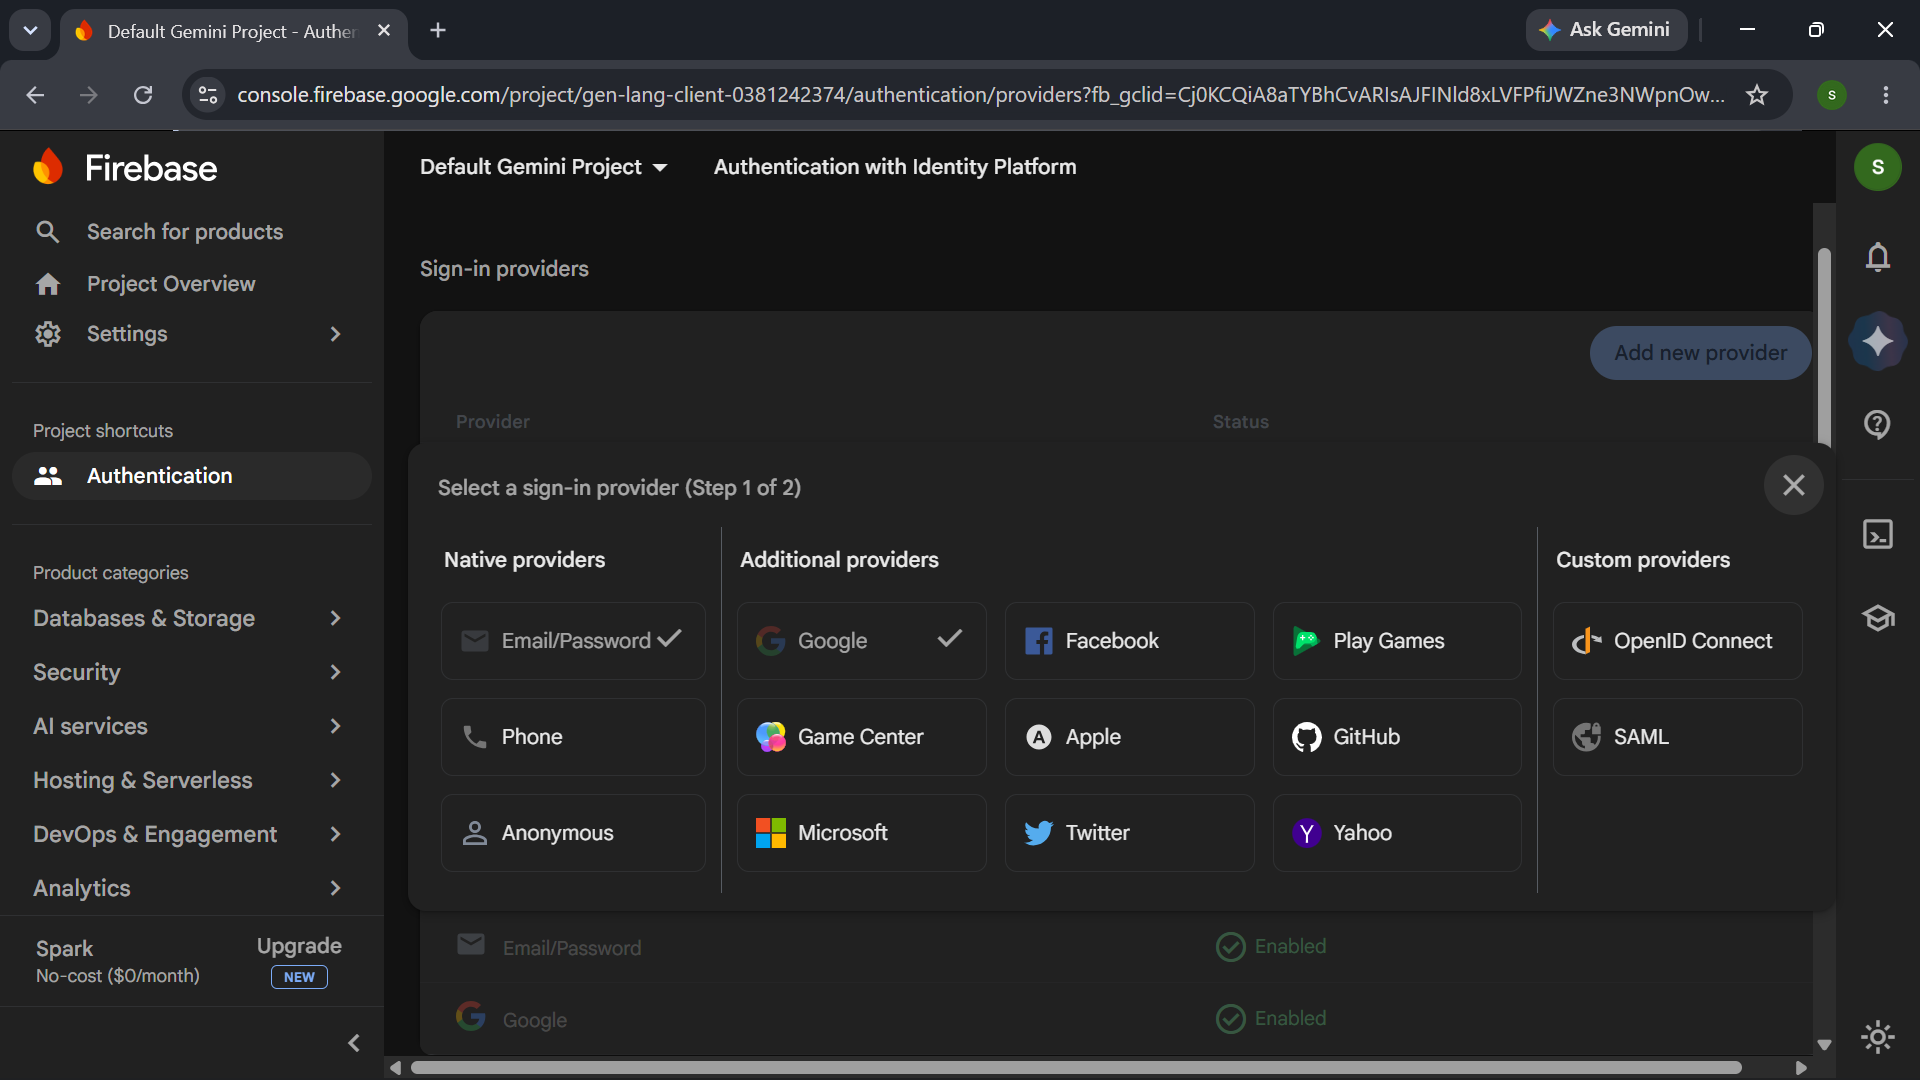 Default Gemini Project - Authen
Ask Gemini
console.firebase.google.com/project/gen-lang-client-0381242374/authentication/providers?fb_gclid=Cj0KCQiA8aTYBhCvARIsAJFINld8xLVFPfiJWZne3NWpnOw...
S
Firebase
Default Gemini Project
Authentication with Identity Platform
S
Search for products
Project Overview
Settings
Project shortcuts
Authentication
Product categories
Databases & Storage
Security
AI services
Hosting & Serverless
DevOps & Engagement
Analytics
Spark
Upgrade
No-cost ($0/month)
NEW
Sign-in providers
Add new provider
Provider
Status
Select a sign-in provider (Step 1 of 2)
Native providers
Additional providers
Custom providers
Email/Password
Google
Facebook
Play Games
OpenID Connect
Phone
Game Center
Apple
GitHub
SAML
Anonymous
Microsoft
Twitter
Yahoo
Email/Password
Enabled
Google
Enabled